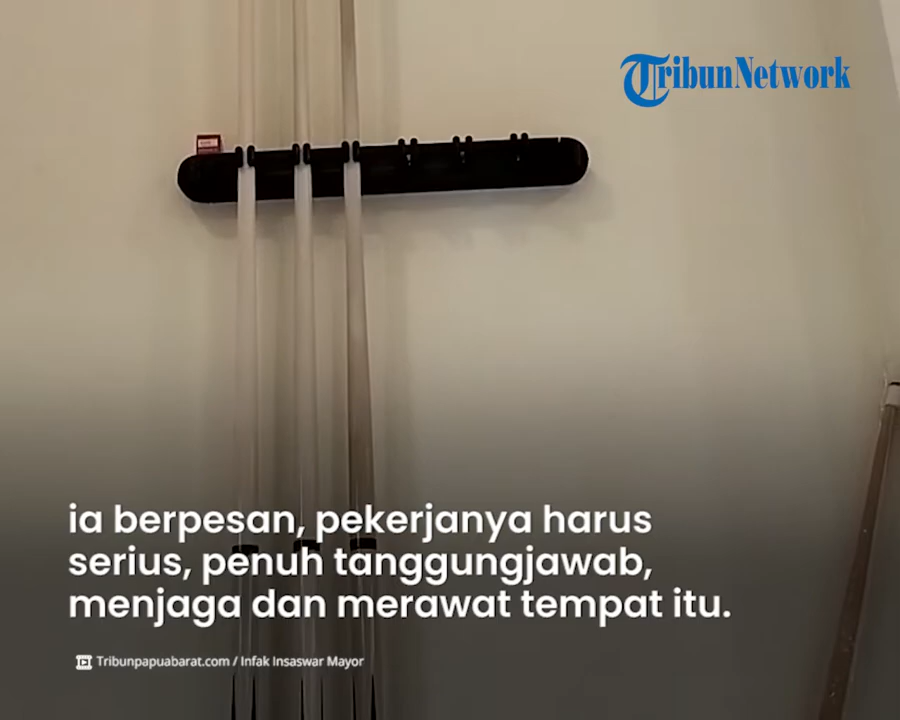 TribunNetwork
ia berpesan, pekerjanya harus
serius, penuh tanggungjawab,
menjaga dan merawat tempat itu.
Tribunpapuabarat.com / Infak Insaswar Mayor